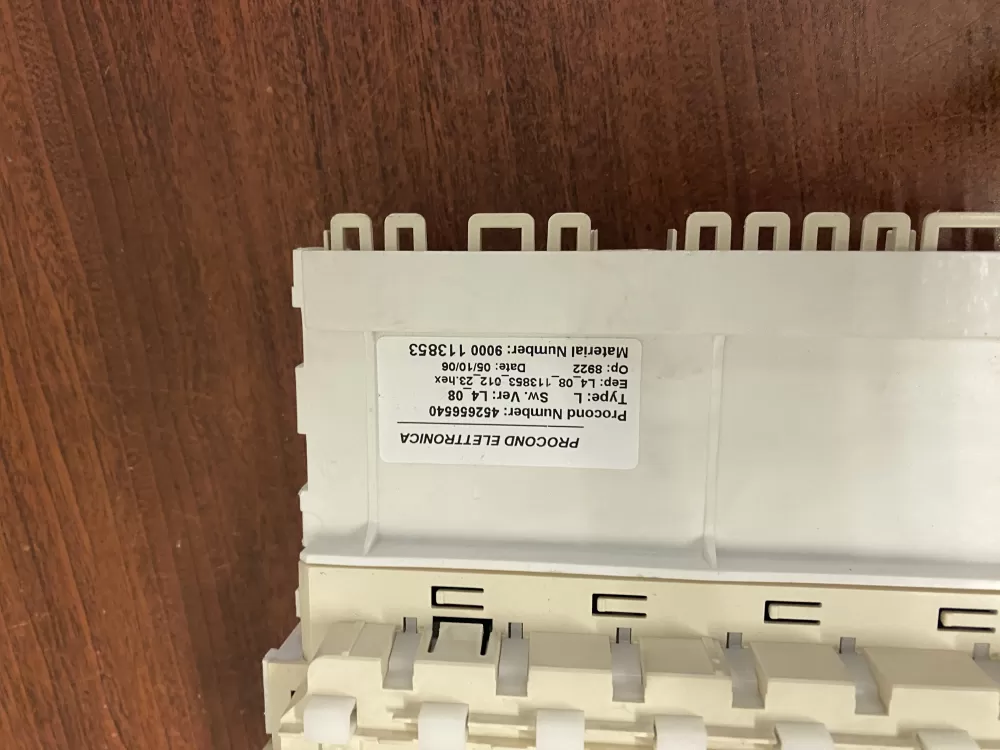 PROCOND ELETTRONICA
Procond Number: 452656540
Type: L Sw. Ver: L4_08
Eep: L4_08_113853_012_23.hex
Op: 8922 Date: 05/10/06
Material Number: 9000 113853